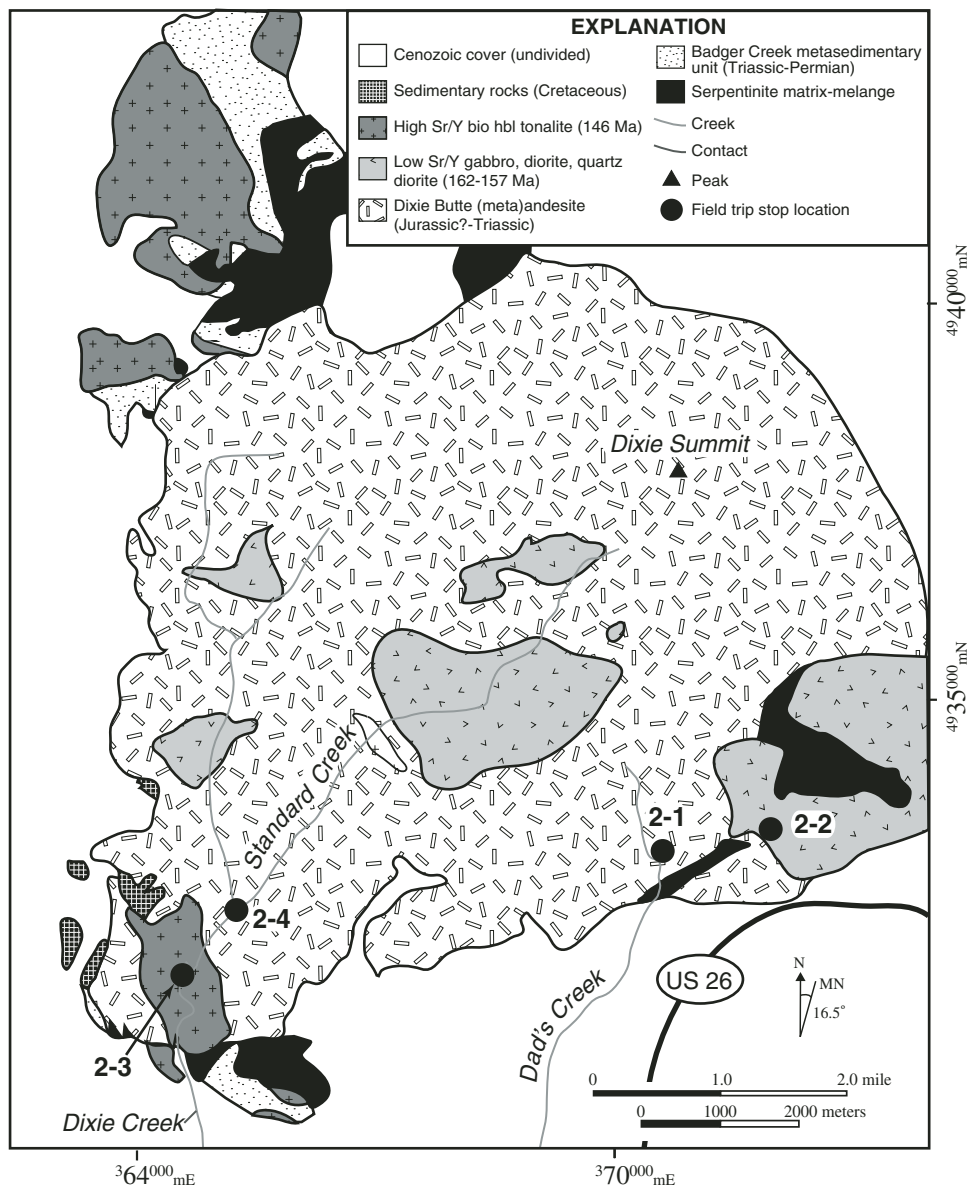 EXPLANATION
Cenozoic cover (undivided)
Sedimentary rocks (Cretaceous)
High Sr/Y bio hbl tonalite (146 Ma)
Low Sr/Y gabbro, diorite, quartz
diorite (162-157 Ma)
Dixie Butte (meta)andesite
(Jurassic?-Triassic)
Badger Creek metasedimentary
unit (Triassic-Permian)
Serpentinite matrix-melange
Creek
Contact
Peak
Field trip stop location
4940000mN
Dixie Summit
4935000mN
Standard Creek
2-1
2-2
2-4
US 26
N
MN
16.5°
Dad's Creek
2-3
0 1.0 2.0 mile
0 1000 2000 meters
Dixie Creek
364000mE
370000mE